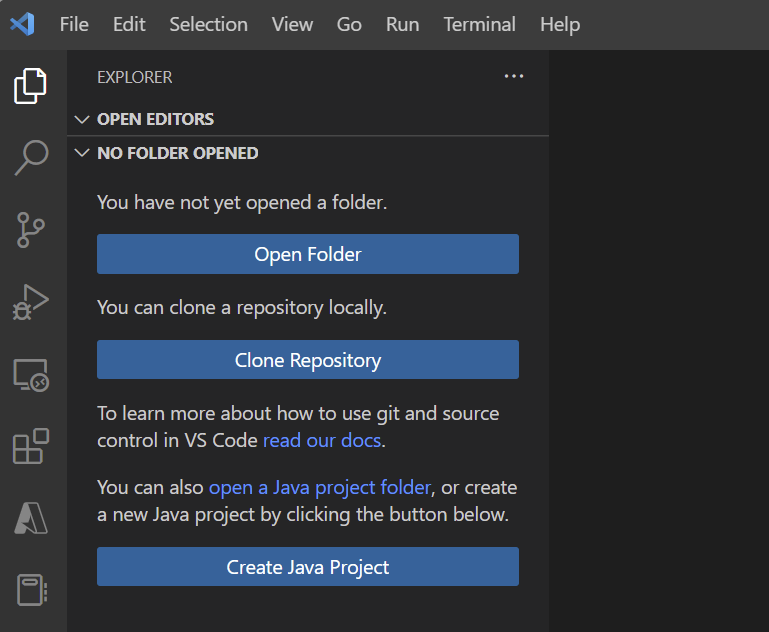 File Edit Selection View Go Run Terminal Help
EXPLORER
OPEN EDITORS
NO FOLDER OPENED
You have not yet opened a folder.
Open Folder
You can clone a repository locally.
Clone Repository
To learn more about how to use git and source
control in VS Code read our docs.
You can also open a Java project folder, or create
a new Java project by clicking the button below.
Create Java Project